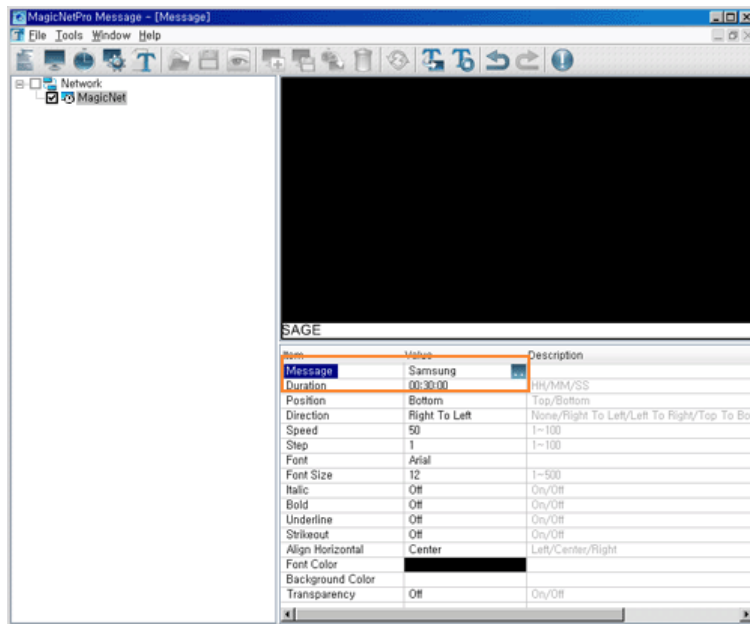 MagicNetPro Message - [Message]
File Tools Window Help
Network
MagicNet
SAGE
Item Value Description
Message Samsung
Duration 00:30:00 HH/MM/SS
Position Bottom Top/Bottom
Direction Right To Left None/Right To Left/Left To Right/Top To Bo
Speed 50 1~100
Step 1 1~100
Font Arial
Font Size 12 1~500
Italic Off On/Off
Bold Off On/Off
Underline Off On/Off
Strikeout Off On/Off
Align Horizontal Center Left/Center/Right
Font Color
Background Color
Transparency Off On/Off